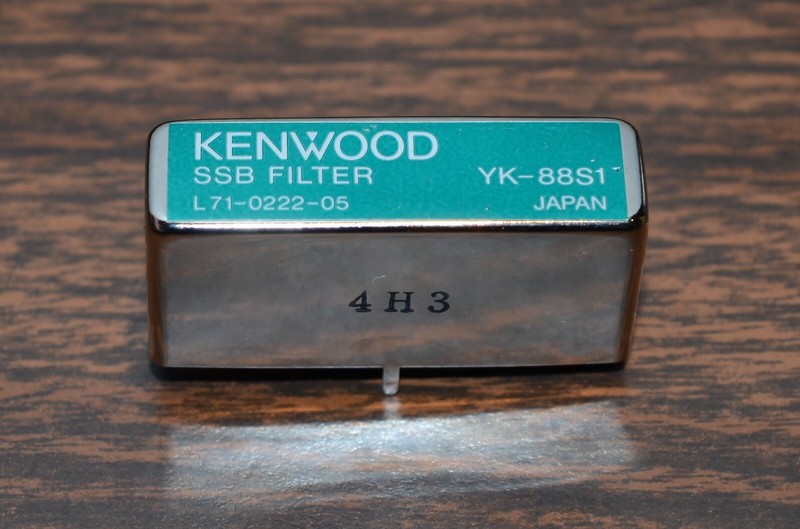 KENWOOD
SSB FILTER YK-88S1
L71-0222-05 JAPAN
4H3